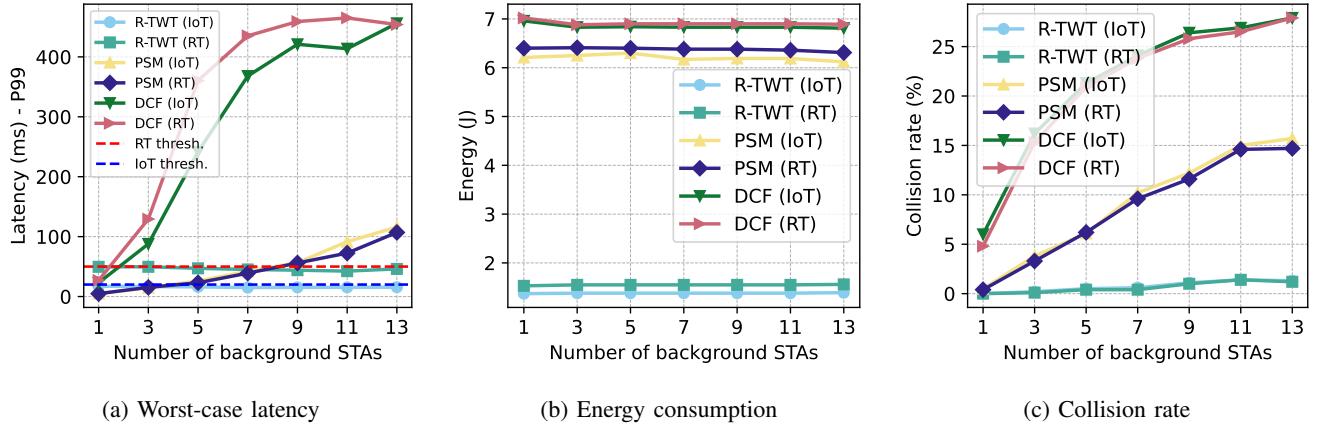 R-TWT (IoT)
R-TWT (RT)
PSM (IoT)
PSM (RT)
DCF (IoT)
DCF (RT)
RT thresh.
IoT thresh.
Latency (ms) - P99
400
300
200
100
0
1 3 5 7 9 11 13
Number of background STAs
(a) Worst-case latency
Energy (J)
7
6
5
4
3
2
R-TWT (IoT)
R-TWT (RT)
PSM (IoT)
PSM (RT)
DCF (IoT)
DCF (RT)
1 3 5 7 9 11 13
Number of background STAs
(b) Energy consumption
Collision rate (%)
25
20
15
10
5
0
R-TWT (IoT)
R-TWT (RT)
PSM (IoT)
PSM (RT)
DCF (IoT)
DCF (RT)
1 3 5 7 9 11 13
Number of background STAs
(c) Collision rate